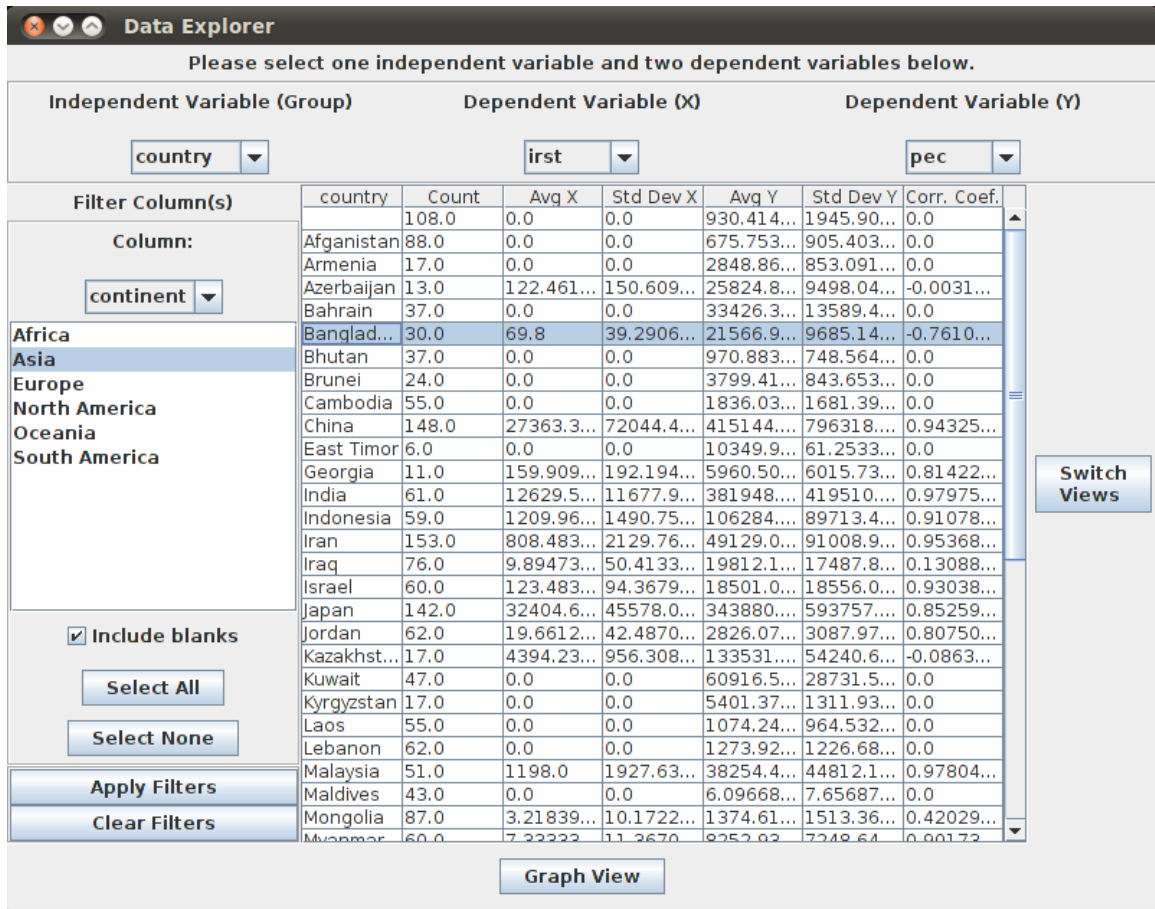 Data Explorer
Please select one independent variable and two dependent variables below.
Independent Variable (Group) Dependent Variable (X) Dependent Variable (Y)
country irst pec
Filter Column(s)
Column:
continent
Africa
Asia
Europe
North America
Oceania
South America
Include blanks
Select All
Select None
Apply Filters
Clear Filters
country Count Avg X Std Dev X Avg Y Std Dev Y Corr. Coef.
108.0 0.0 0.0 930.414... 1945.90... 0.0
Afganistan 88.0 0.0 0.0 675.753... 905.403... 0.0
Armenia 17.0 0.0 0.0 2848.86... 853.091... 0.0
Azerbaijan 13.0 122.461... 150.609... 25824.8... 9498.04... -0.0031...
Bahrain 37.0 0.0 0.0 33426.3... 13589.4... 0.0
Banglad... 30.0 69.8 39.2906... 21566.9... 9685.14... -0.7610...
Bhutan 37.0 0.0 0.0 970.883... 748.564... 0.0
Brunei 24.0 0.0 0.0 3799.41... 843.653... 0.0
Cambodia 55.0 0.0 0.0 1836.03... 1681.39... 0.0
China 148.0 27363.3... 72044.4... 415144.... 796318.... 0.94325...
East Timor 6.0 0.0 0.0 10349.9... 61.2533... 0.0
Georgia 11.0 159.909... 192.194... 5960.50... 6015.73... 0.81422...
India 61.0 12629.5... 11677.9... 381948.... 419510.... 0.97975...
Indonesia 59.0 1209.96... 1490.75... 106284.... 89713.4... 0.91078...
Iran 153.0 808.483... 2129.76... 49129.0... 91008.9... 0.95368...
Iraq 76.0 9.89473... 50.4133... 19812.1... 17487.8... 0.13088...
Israel 60.0 123.483... 94.3679... 18501.0... 18556.0... 0.93038...
Japan 142.0 32404.6... 45578.0... 343880.... 593757.... 0.85259...
Jordan 62.0 19.6612... 42.4870... 2826.07... 3087.97... 0.80750...
Kazakhst... 17.0 4394.23... 956.308... 133531.... 54240.6... -0.0863...
Kuwait 47.0 0.0 0.0 60916.5... 28731.5... 0.0
Kyrgyzstan 17.0 0.0 0.0 5401.37... 1311.93... 0.0
Laos 55.0 0.0 0.0 1074.24... 964.532... 0.0
Lebanon 62.0 0.0 0.0 1273.92... 1226.68... 0.0
Malaysia 51.0 1198.0 1927.63... 38254.4... 44812.1... 0.97804...
Maldives 43.0 0.0 0.0 6.09668... 7.65687... 0.0
Mongolia 87.0 3.21839... 10.1722... 1374.61... 1513.36... 0.42029...
Myanmar 60.0 7.33333... 11.3670... 8252.93... 7248.64... 0.90173...
Switch
Views
Graph View